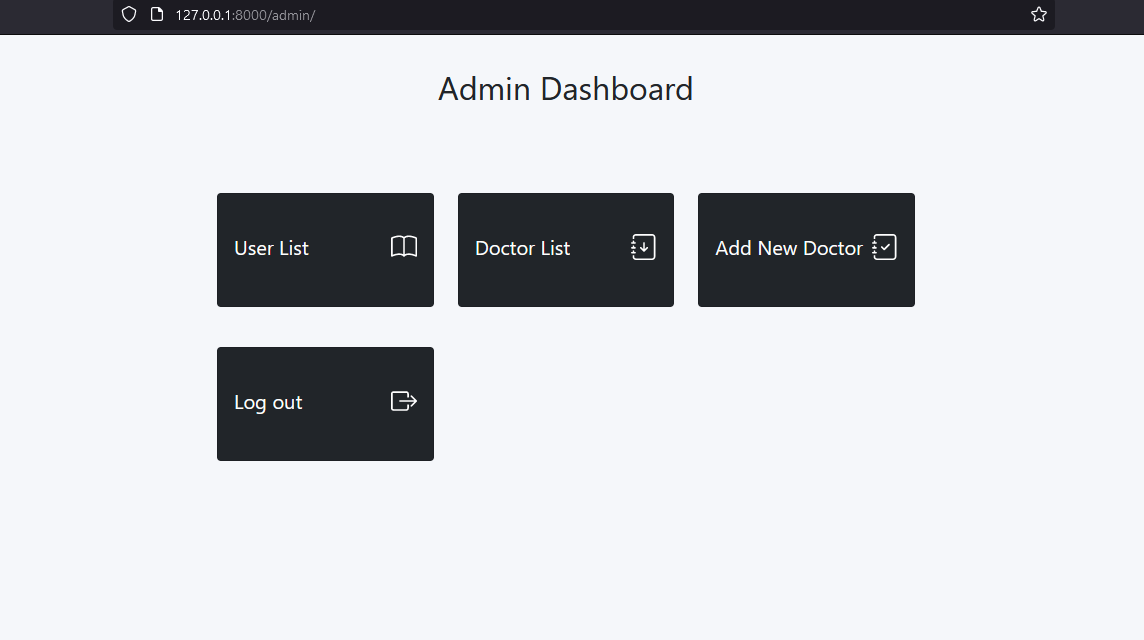 127.0.0.1:8000/admin/
Admin Dashboard
User List
Doctor List
Add New Doctor
Log out